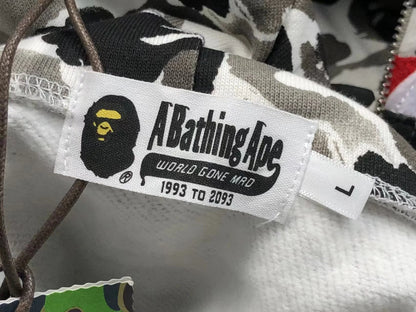 A Bathing Ape
WORLD GONE MAD
1993 TO 2093
®
L